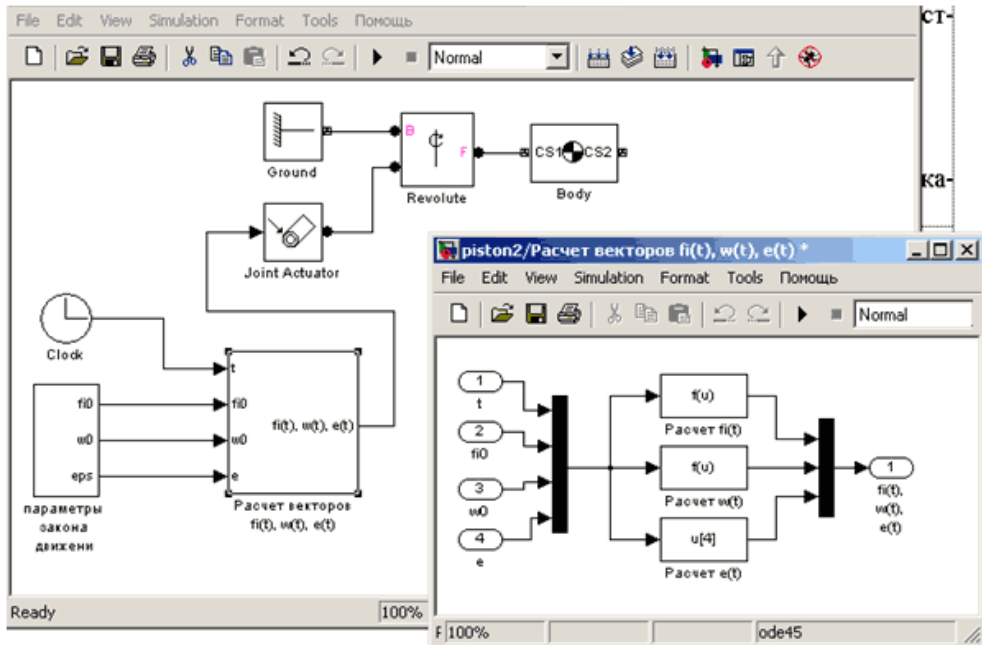 File Edit View Simulation Format Tools Помощь
ст-
Normal
B
F
CS1 CS2
Ground
Revolute
Body
ка-
Joint Actuator
piston2/Расчет векторов fi(t), w(t), e(t) *
File Edit View Simulation Format Tools Помощь
Normal
Clock
t
fi0
fi0
w0
w0
eps
e
fi(t), w(t), e(t)
параметры
закона
движени
Расчет векторов
fi(t), w(t), e(t)
1
t
2
fi0
3
w0
4
e
f(u)
Расчет fi(t)
f(u)
Расчет w(t)
u[4]
Расчет e(t)
1
fi(t),
w(t),
e(t)
Ready
100%
F 100%
ode45